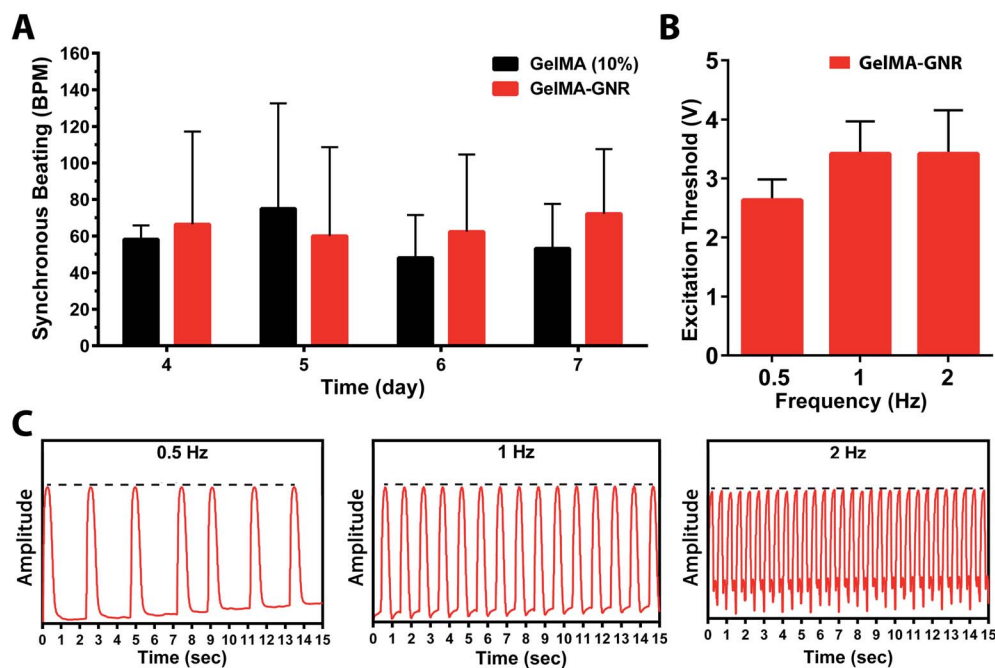 A
Synchronous Beating (BPM)
160
140
120
100
80
60
40
20
0
GelMA (10%)
GelMA-GNR
4 5 6 7
Time (day)
B
Excitation Threshold (V)
5
4
3
2
1
0
GelMA-GNR
0.5 1 2
Frequency (Hz)
C
0.5 Hz
Amplitude
0 1 2 3 4 5 6 7 8 9 10 11 12 13 14 15
Time (sec)
1 Hz
Amplitude
0 1 2 3 4 5 6 7 8 9 10 11 12 13 14 15
Time (sec)
2 Hz
Amplitude
0 1 2 3 4 5 6 7 8 9 10 11 12 13 14 15
Time (sec)